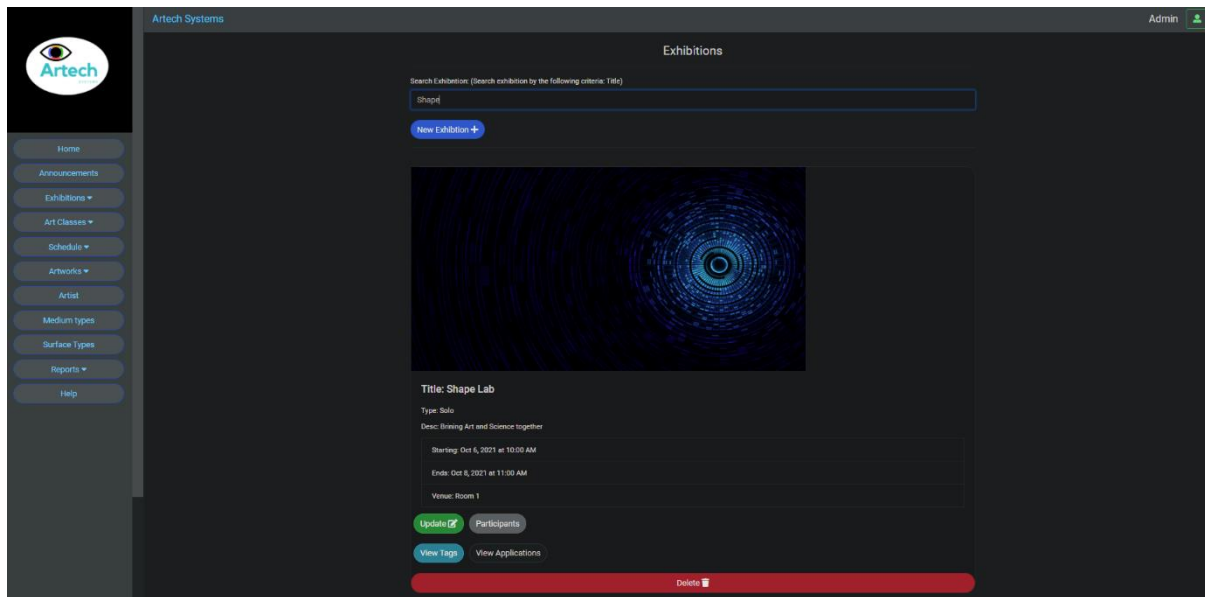 Artech Systems
Admin
Artech
Home
Announcements
Exhibitions
Art Classes
Schedule
Artworks
Artist
Medium types
Surface Types
Reports
Help
Exhibitions
Search Exhibition: (Search exhibition by the following criteria: Title)
Shape
New Exhibtion +
Title: Shape Lab
Type: Solo
Desc: Brining Art and Science together
Starting: Oct 6, 2021 at 10:00 AM
Ends: Oct 8, 2021 at 11:00 AM
Venue: Room 1
Update
Participants
View Tags
View Applications
Delete